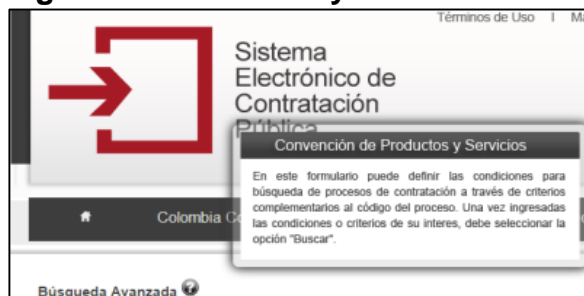 Términos de Uso I
Sistema
Electrónico de
Contratación
Pública
Convención de Productos y Servicios
En este formulario puede definir las condiciones para
búsqueda de procesos de contratación a través de criterios
complementarios al código del proceso. Una vez ingresadas
las condiciones o criterios de su interes, debe seleccionar la
opción "Buscar".
Colombia
Búsqueda Avanzada